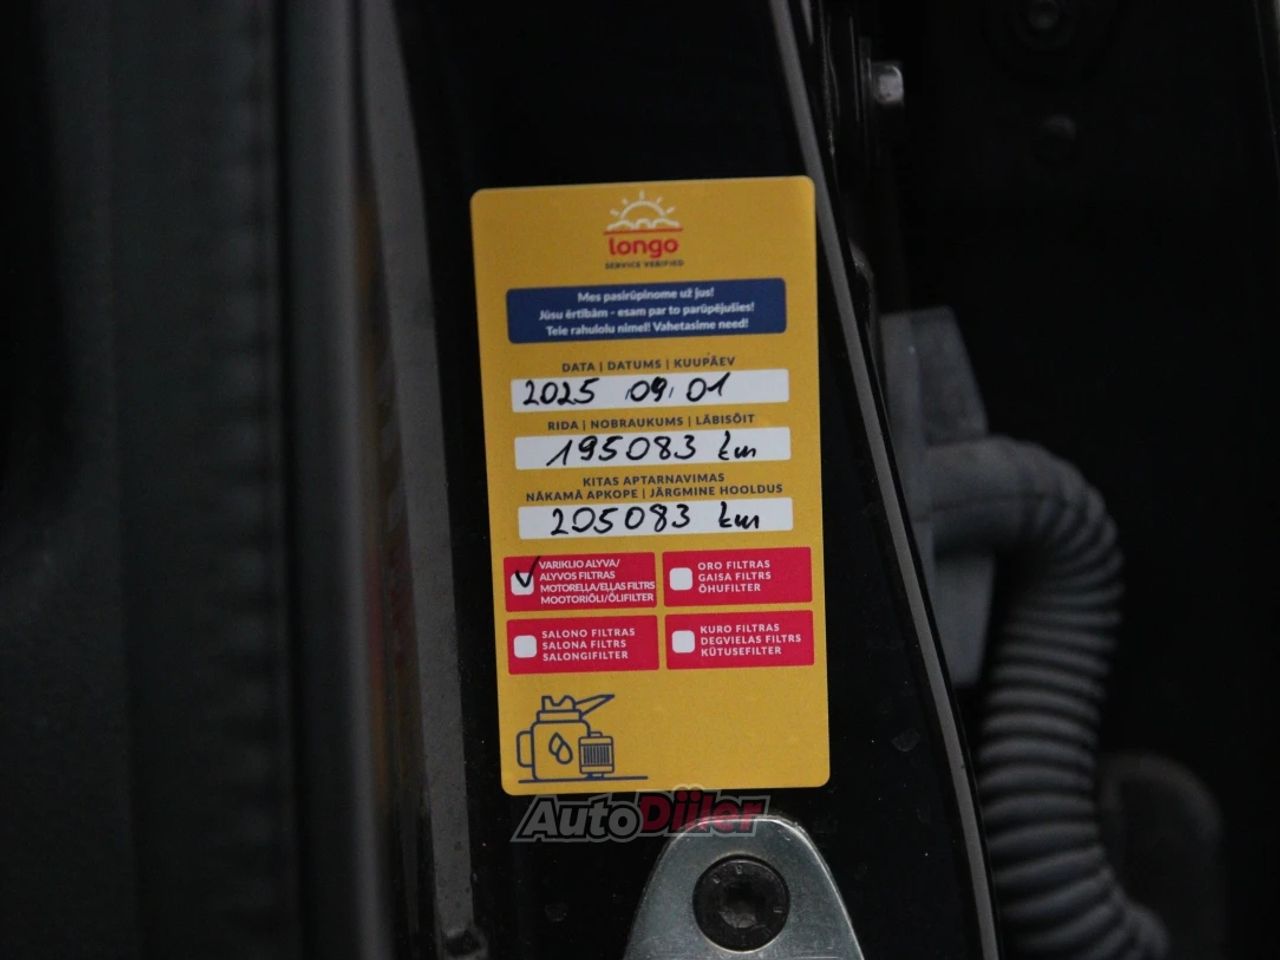 longo
SERVICE VERIFIED
Mes pasirūpinome už jus!
Jūsu ērtībām - esam par to parūpējušies!
Teie rahulolu nimel! Vahetasime need!
DATA | DATUMS | KUUPÄEV
2025 .09. 01
RIDA | NOBRAUKUMS | LÄBISÕIT
195083 km
KITAS APTARNAVIMAS
NĀKAMĀ APKOPE | JÄRGMINE HOOLDUS
205083 km
VARIKLIO ALYVA/
ALYVOS FILTRAS
MOTOREĻĻA/EĻĻAS FILTRS
MOOTORIÕLI/ÕLIFILTER
ORO FILTRAS
GAISA FILTRS
ÕHUFILTER
SALONO FILTRAS
SALONA FILTRS
SALONGIFILTER
KURO FILTRAS
DEGVIELAS FILTRS
KÜTUSEFILTER
AutoDiiler